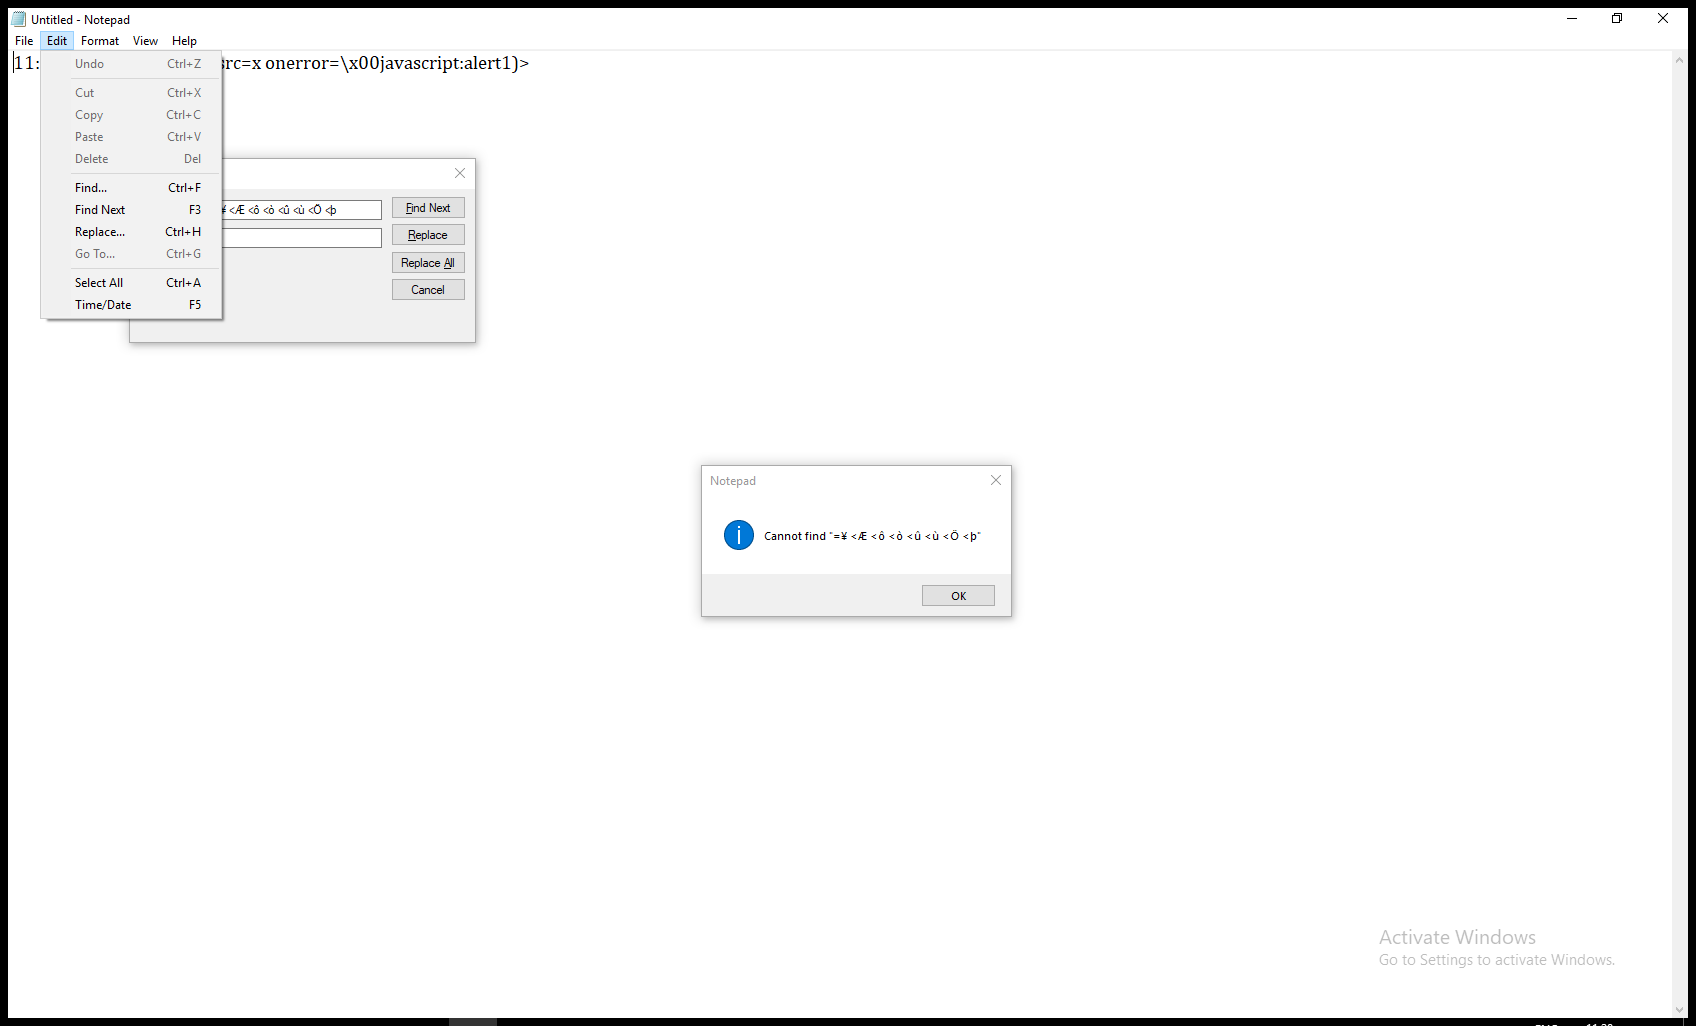 Untitled - Notepad
File Edit Format View Help
11: src=x onerror=\x00javascript:alert1)>
Undo Ctrl+Z
Cut Ctrl+X
Copy Ctrl+C
Paste Ctrl+V
Delete Del
Find... Ctrl+F
Find Next F3
Replace... Ctrl+H
Go To... Ctrl+G
Select All Ctrl+A
Time/Date F5
¥ <Æ <ô <ò <û <ù <Ö <þ
Find Next
Replace
Replace All
Cancel
Notepad
Cannot find "=¥ <Æ <ô <ò <û <ù <Ö <þ"
OK
Activate Windows
Go to Settings to activate Windows.